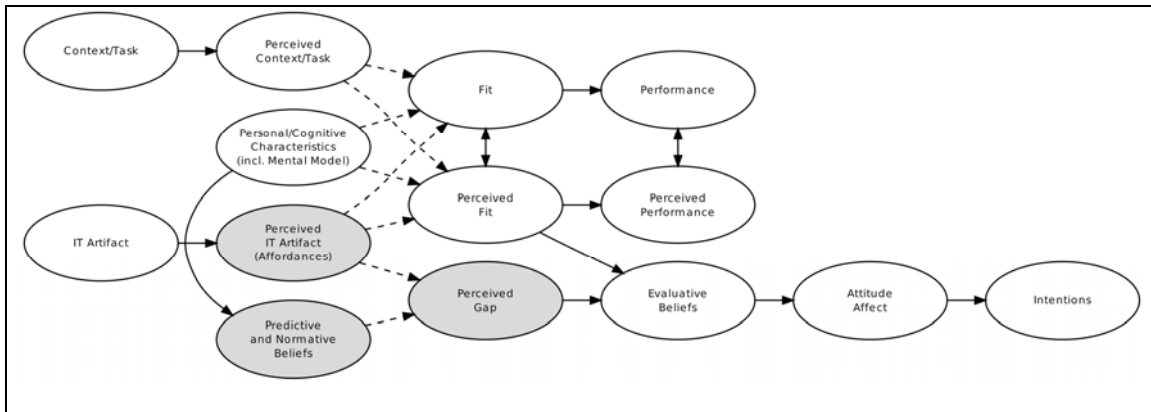 Context/Task
Perceived
Context/Task
Fit
Performance
Personal/Cognitive
Characteristics
(incl. Mental Model)
Perceived
Fit
Perceived
Performance
IT Artifact
Perceived
IT Artifact
(Affordances)
Perceived
Gap
Evaluative
Beliefs
Attitude
Affect
Intentions
Predictive
and Normative
Beliefs